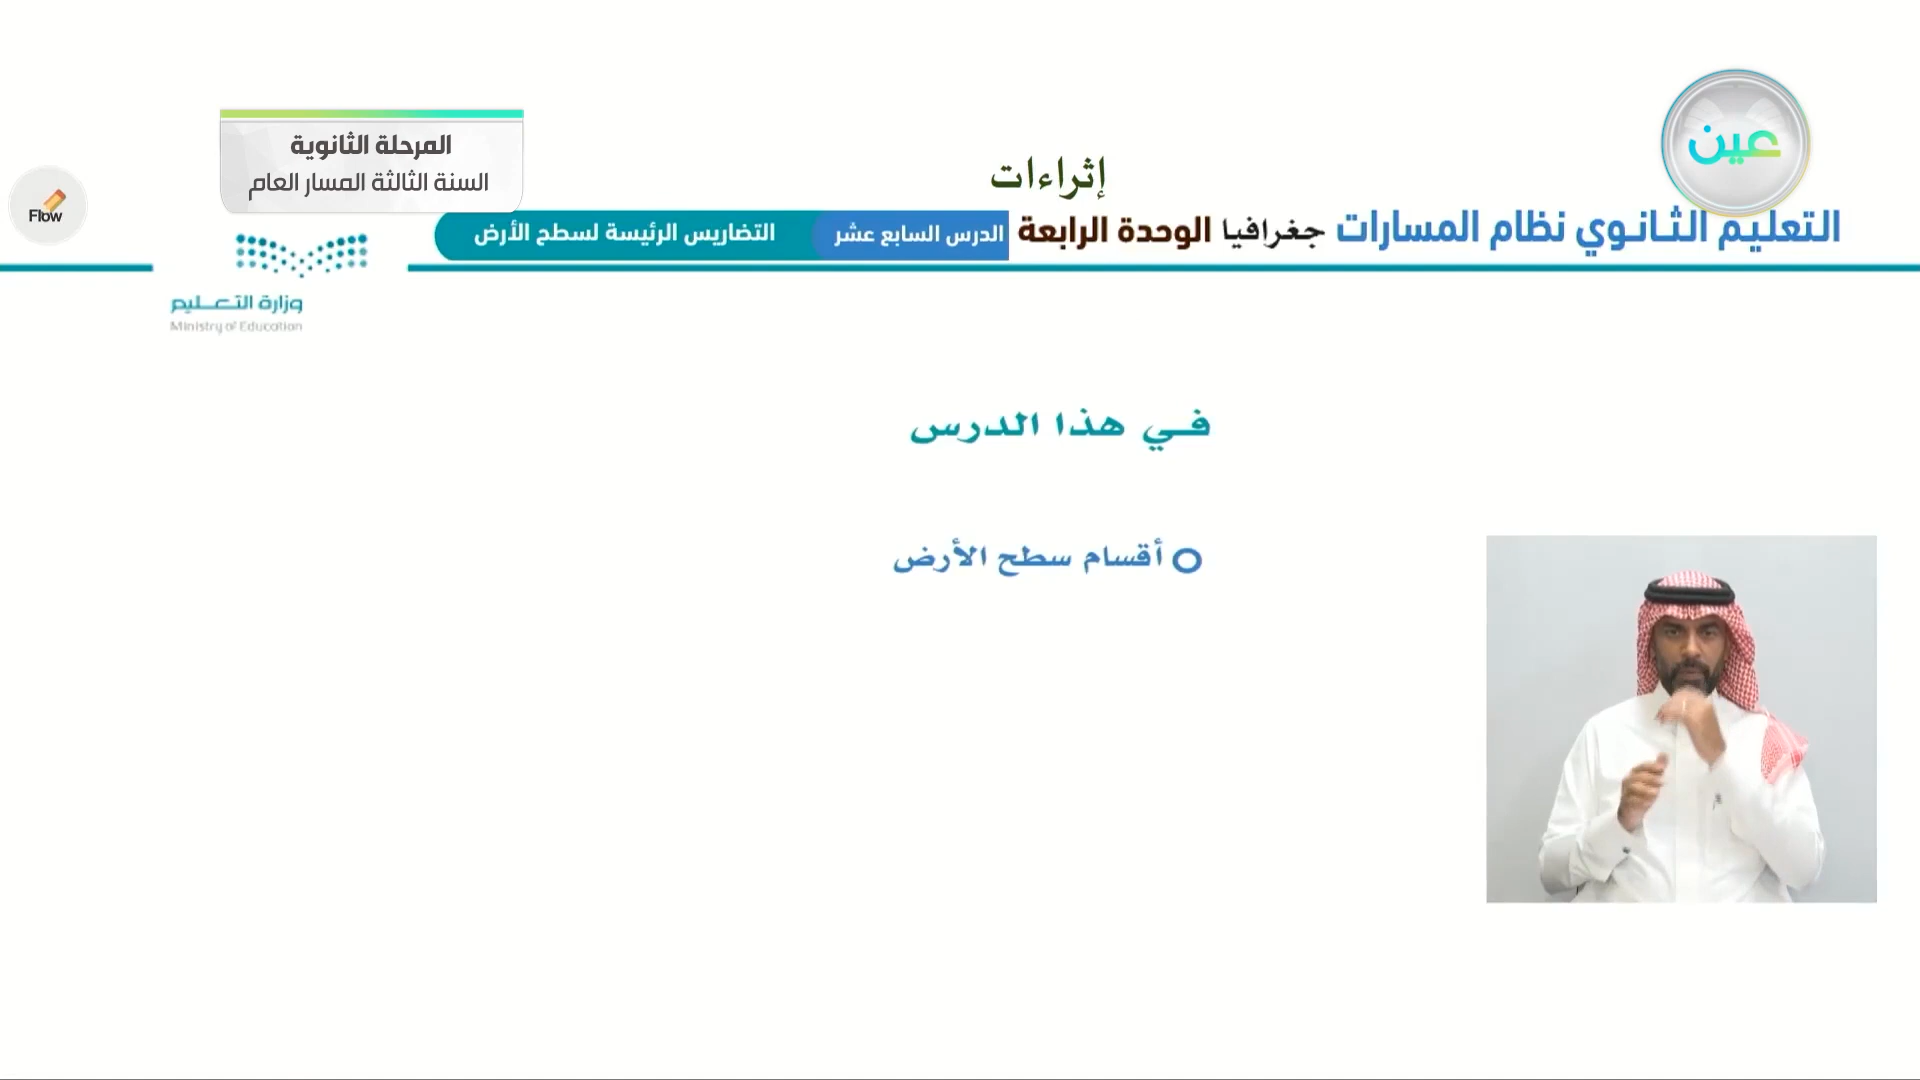 عين
المرحلة الثانوية
السنة الثالثة المسار العام
Flow
إثراءات
التعليم الثانوي نظام المسارات جغرافيا الوحدة الرابعة الدرس السابع عشر التضاريس الرئيسة لسطح الأرض
وزارة التعليم
Ministry of Education
في هذا الدرس
أقسام سطح الأرض